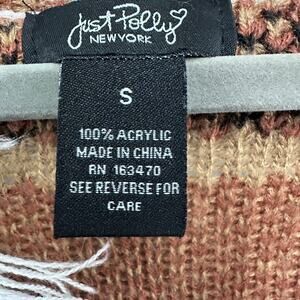 Just Polly
NEW YORK
S
100% ACRYLIC
MADE IN CHINA
RN 163470
SEE REVERSE FOR
CARE